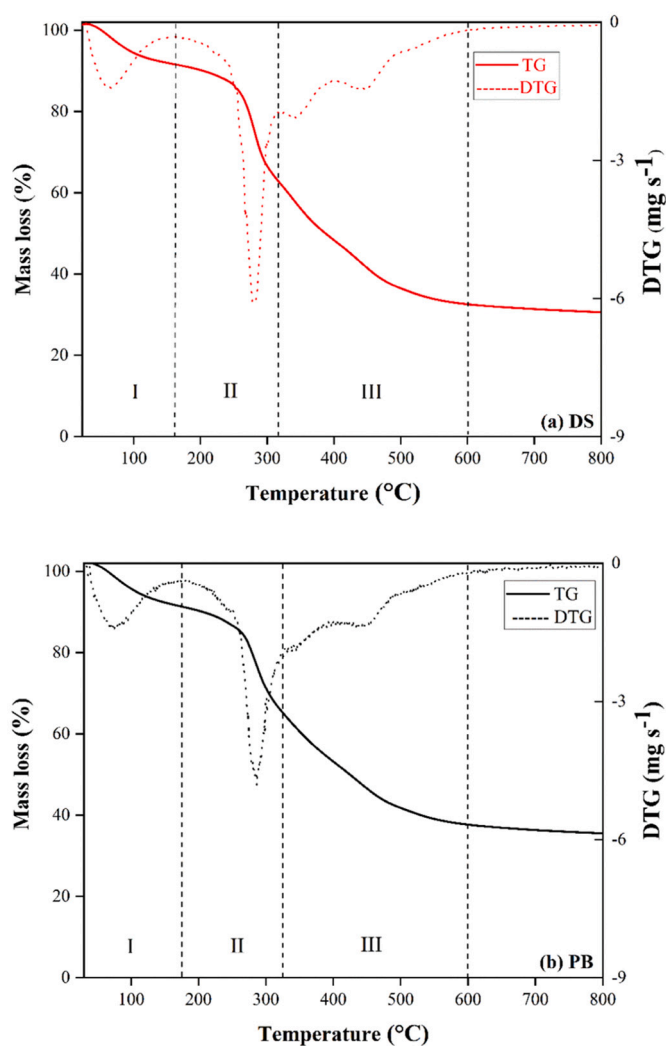 100
80
60
40
20
0
Mass loss (%)
TG
DTG
I
II
III
(a) DS
0
-3
-6
-9
DTG (mg s⁻¹)
100 200 300 400 500 600 700 800
Temperature (°C)
100
80
60
40
20
0
Mass loss (%)
TG
DTG
I
II
III
(b) PB
0
-3
-6
-9
DTG (mg s⁻¹)
100 200 300 400 500 600 700 800
Temperature (°C)